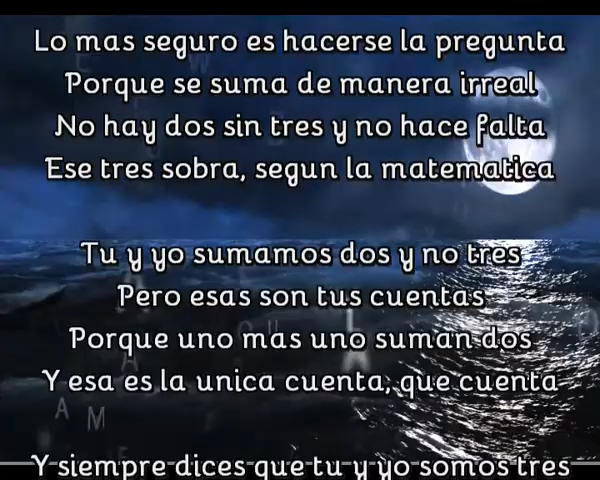 Lo mas seguro es hacerse la pregunta
Porque se suma de manera irreal
No hay dos sin tres y no hace falta
Ese tres sobra, segun la matematica
Tu y yo sumamos dos y no tres
Pero esas son tus cuentas
Porque uno mas uno suman dos
Y esa es la unica cuenta, que cuenta
Y siempre dices que tu y yo somos tres